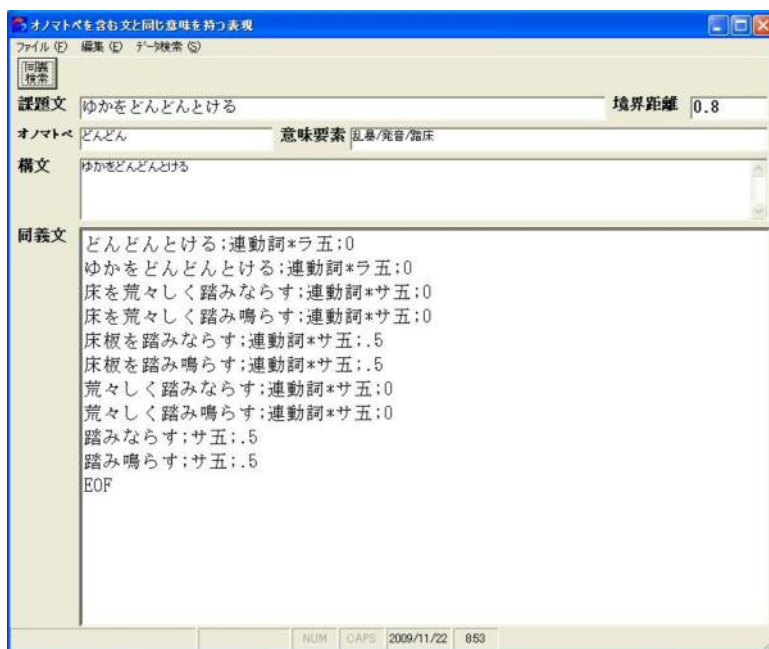 オノマトペを含む文と同じ意味を持つ表現
ファイル(F) 編集(E) データ検索(S)
同義
検索
課題文 ゆかをどんどんとける 境界距離 0.8
オノマトペ どんどん 意味要素 乱暴/発音/踏床
構文 ゆかをどんどんとける
同義文
どんどんとける;連動詞*ラ五;0
ゆかをどんどんとける;連動詞*ラ五;0
床を荒々しく踏みならす;連動詞*サ五;0
床を荒々しく踏み鳴らす;連動詞*サ五;0
床板を踏みならす;連動詞*サ五;.5
床板を踏み鳴らす;連動詞*サ五;.5
荒々しく踏みならす;連動詞*サ五;0
荒々しく踏み鳴らす;連動詞*サ五;0
踏みならす;サ五;.5
踏み鳴らす;サ五;.5
EOF
NUM CAPS 2009/11/22 8:53